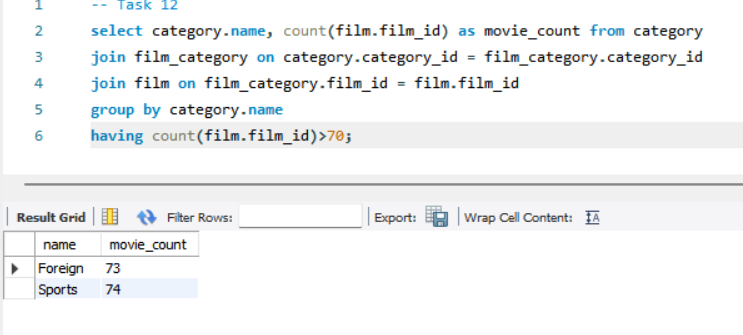 1 -- Task 12
2 select category.name, count(film.film_id) as movie_count from category
3 join film_category on category.category_id = film_category.category_id
4 join film on film_category.film_id = film.film_id
5 group by category.name
6 having count(film.film_id)>70;
Result Grid Filter Rows: Export: Wrap Cell Content: IA
name movie_count
Foreign 73
Sports 74